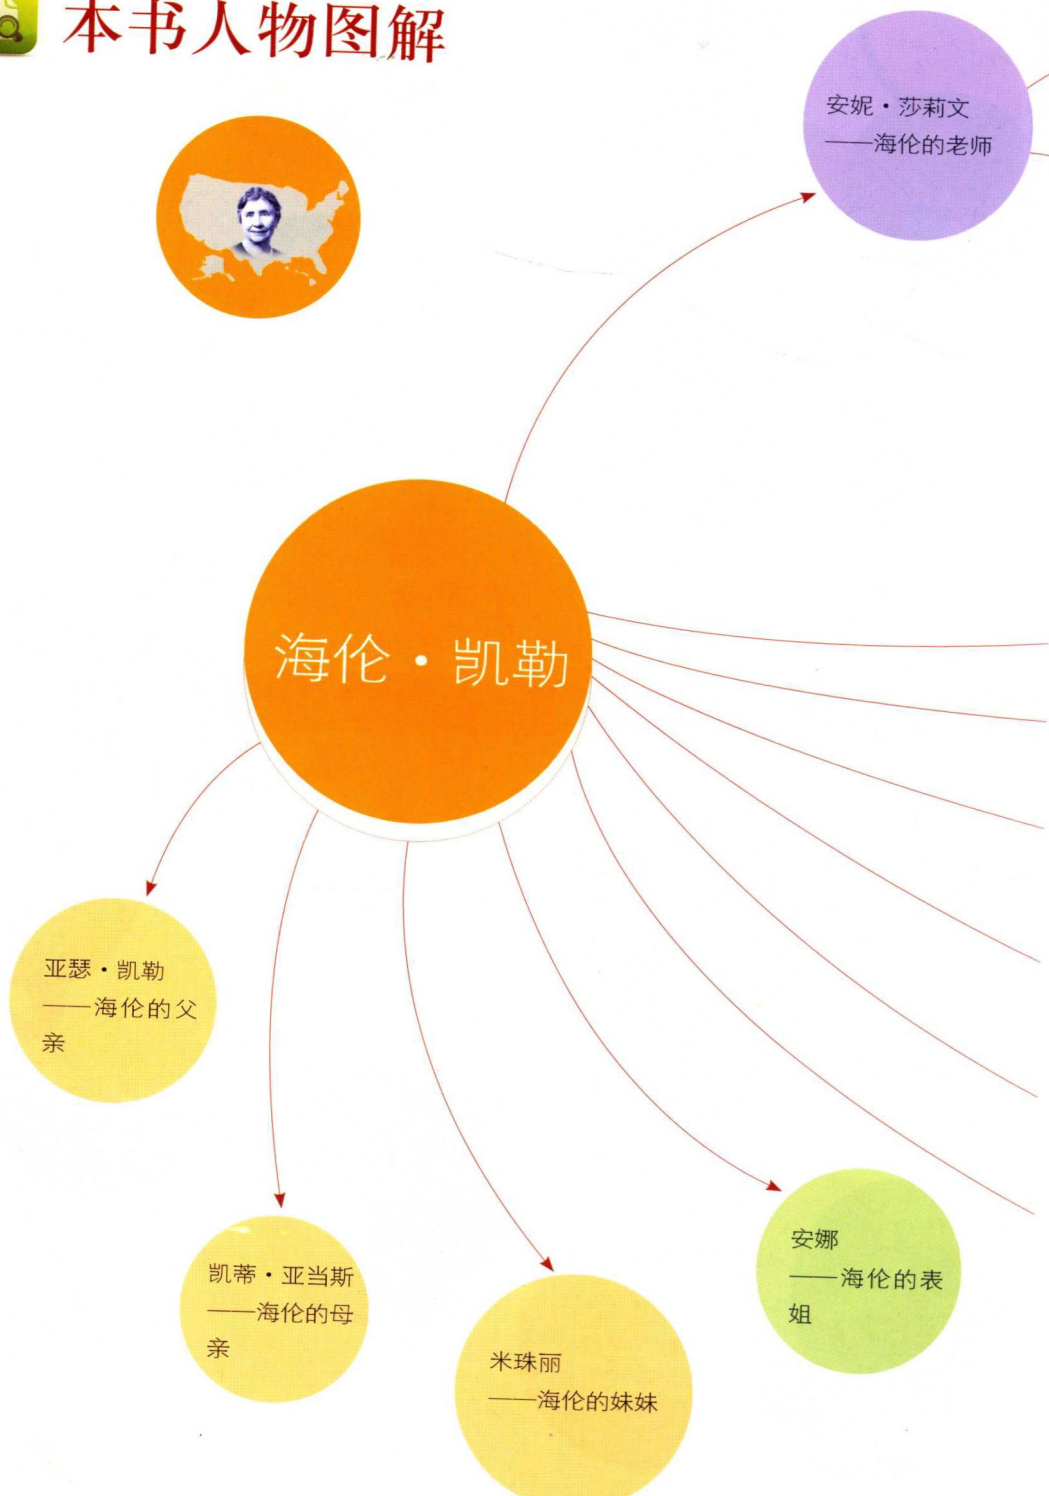 本书人物图解
安妮·莎莉文
——海伦的老师
海伦·凯勒
亚瑟·凯勒
——海伦的父
亲
凯蒂·亚当斯
——海伦的母
亲
米珠丽
——海伦的妹妹
安娜
——海伦的表
姐